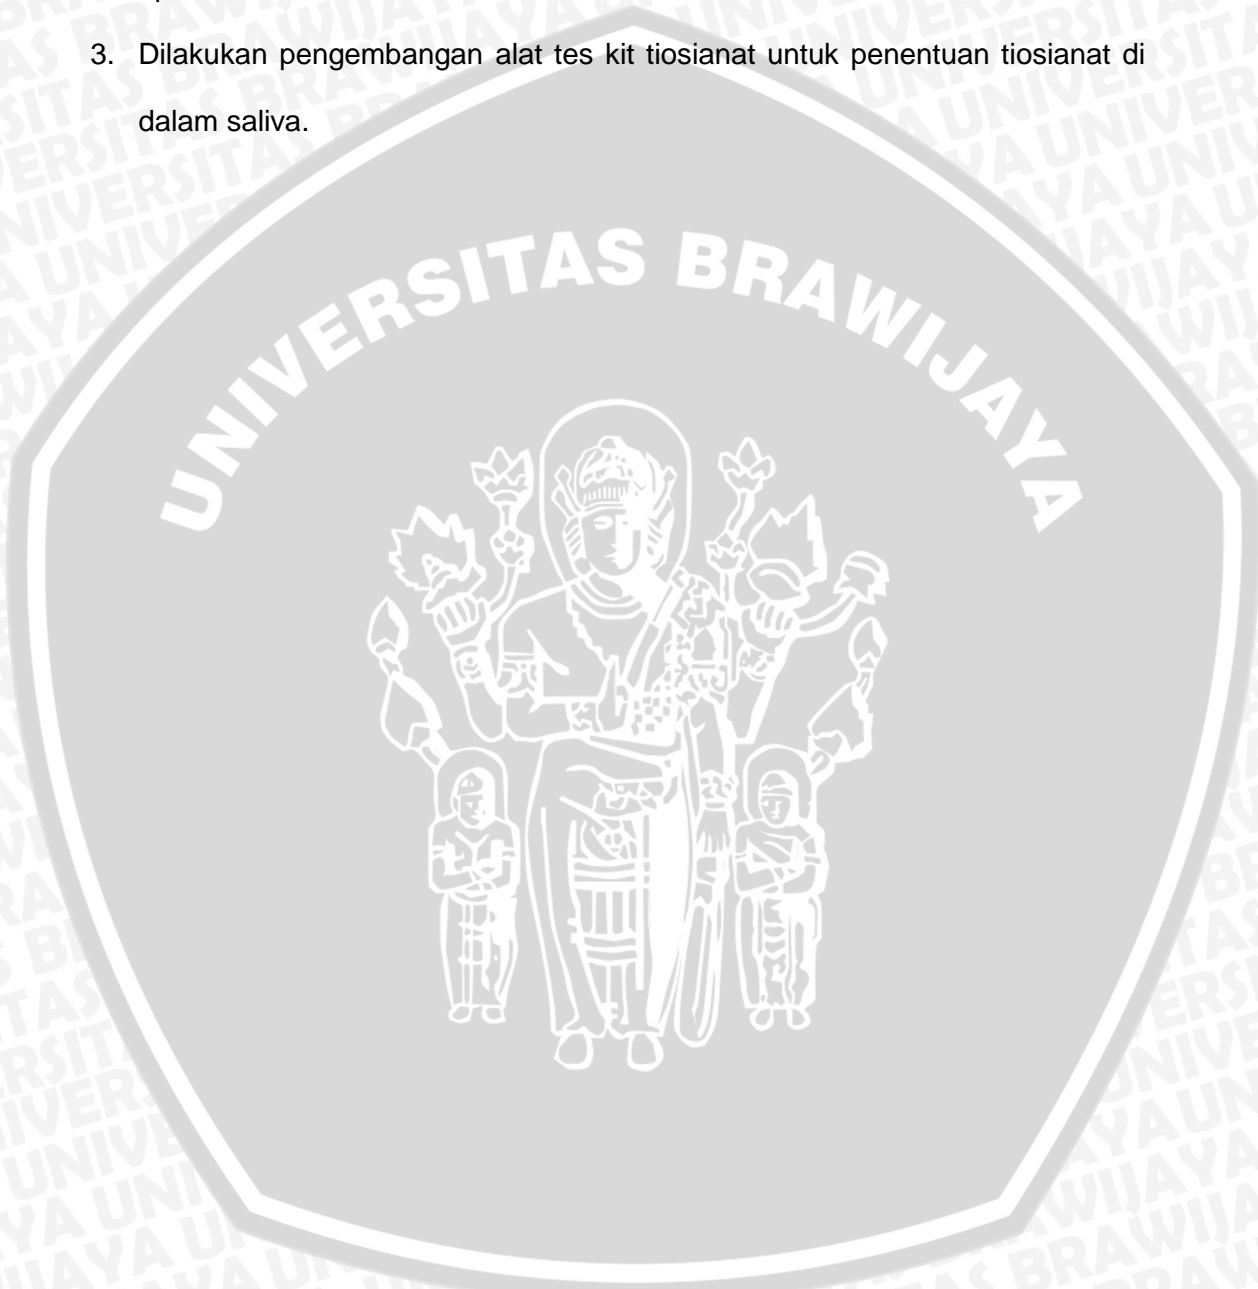 3. Dilakukan pengembangan alat tes kit tiosianat untuk penentuan tiosianat di
dalam saliva.
UNIVERSITAS BRAWIJAYA